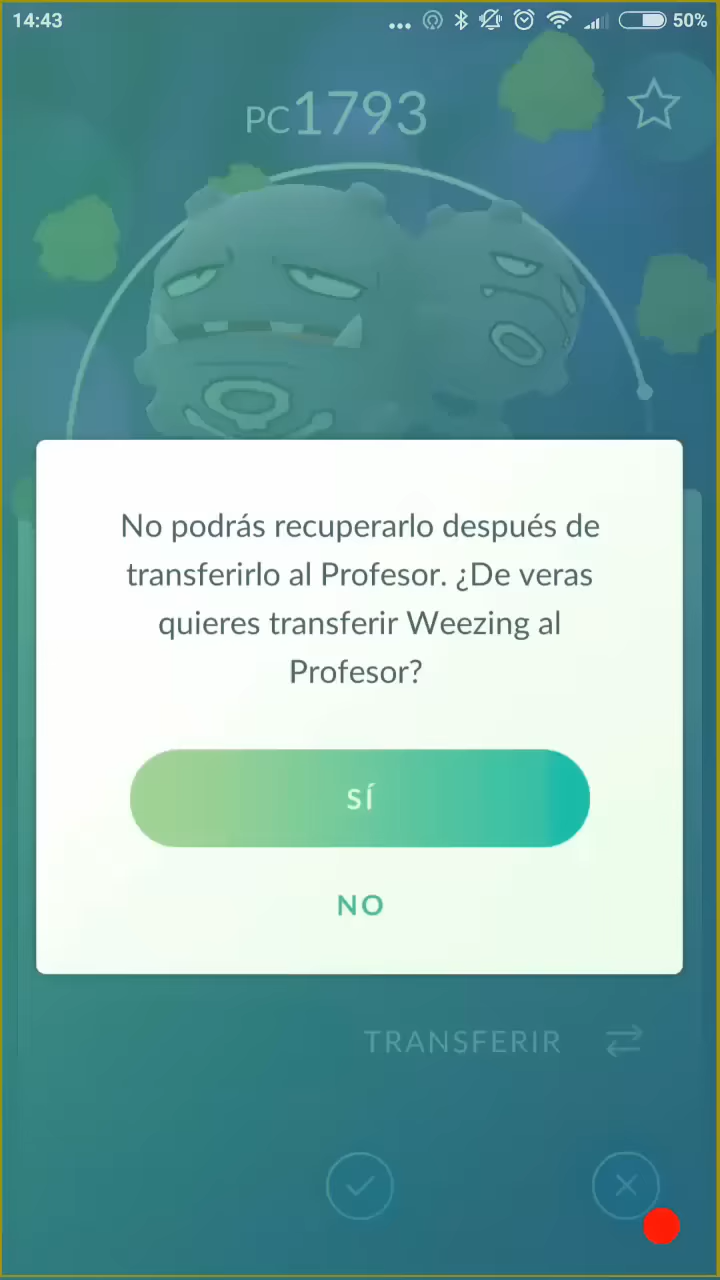 14:43
50%
PC1793
No podrás recuperarlo después de
transferirlo al Profesor. ¿De veras
quieres transferir Weezing al
Profesor?
SÍ
NO
TRANSFERIR